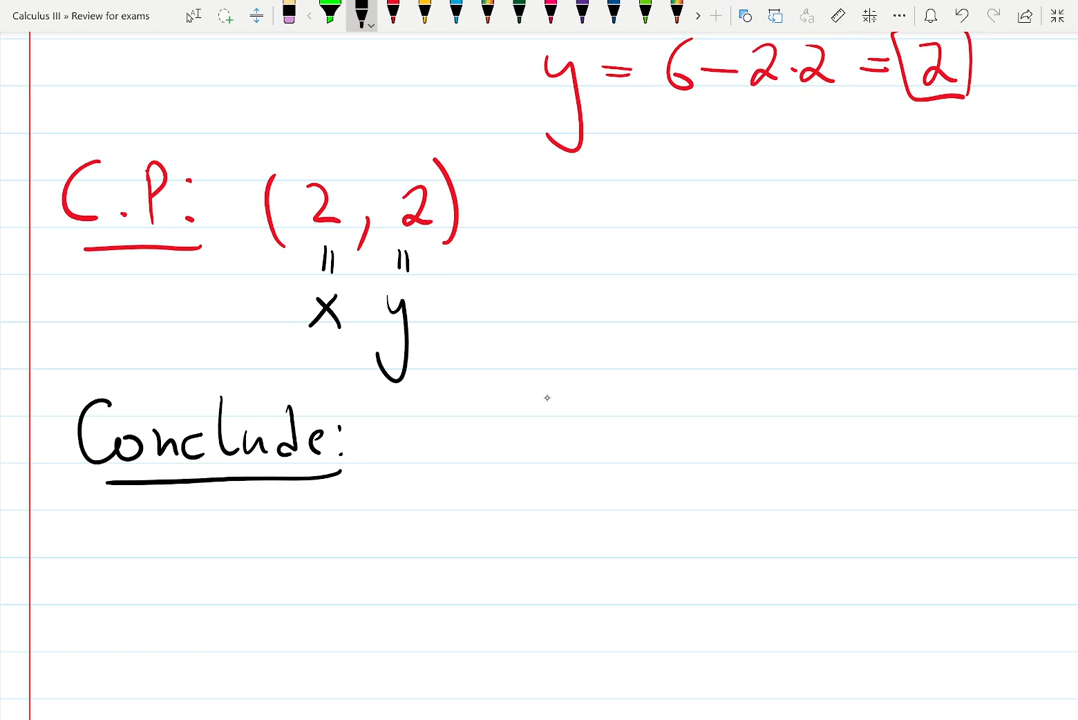 Calculus III » Review for exams
y = 6 - 2·2 = 2
C.P: (2, 2)
= =
x y
Conclude: